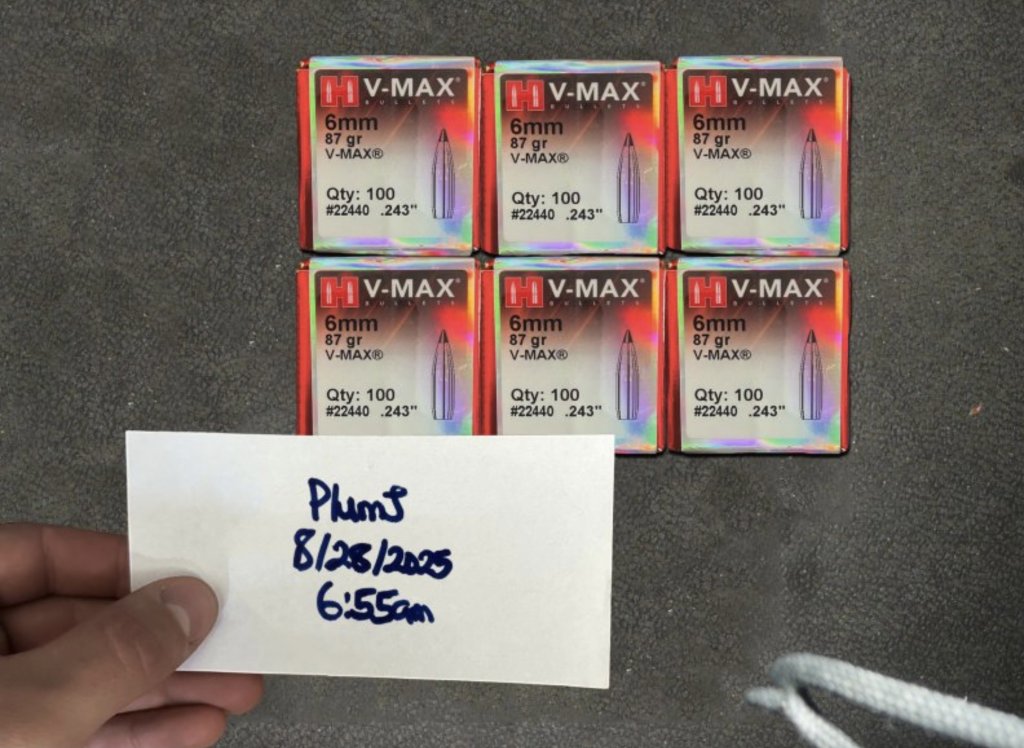 H V-MAX®
BULLETS
6mm
87 gr
V-MAX®
Qty: 100
#22440 .243"
H V-MAX®
BULLETS
6mm
87 gr
V-MAX®
Qty: 100
#22440 .243"
H V-MAX®
BULLETS
6mm
87 gr
V-MAX®
Qty: 100
#22440 .243"
H V-MAX®
BULLETS
6mm
87 gr
V-MAX®
Qty: 100
#22440 .243"
H V-MAX®
BULLETS
6mm
87 gr
V-MAX®
Qty: 100
#22440 .243"
H V-MAX®
BULLETS
6mm
87 gr
V-MAX®
Qty: 100
#22440 .243"
8/28/2025
6:55am